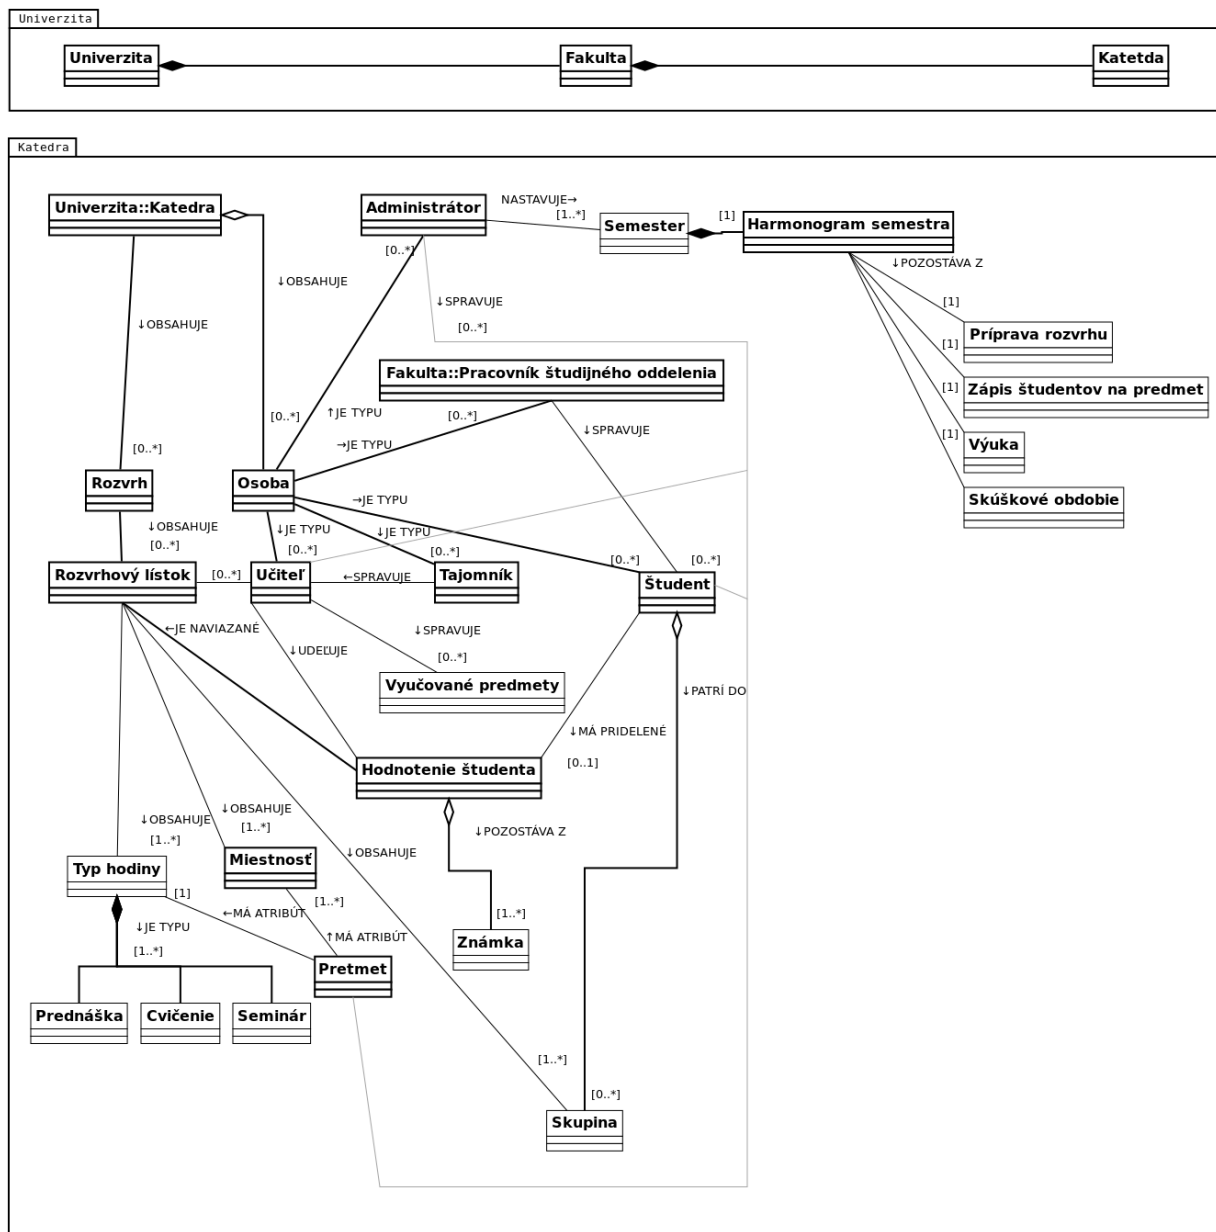 Univerzita
Univerzita
Fakulta
Katetda
Katedra
Univerzita::Katedra
Administrátor
NASTAVUJE→
[1..*]
Semester
[1]
Harmonogram semestra
[0..*]
↓POZOSTÁVA Z
↓OBSAHUJE
↓SPRAVUJE
[1]
↓OBSAHUJE
[0..*]
Príprava rozvrhu
[1]
Fakulta::Pracovník študijného oddelenia
Zápis študentov na predmet
[1]
[0..*]
↑JE TYPU
[0..*]
↓SPRAVUJE
[1]
[0..*]
→JE TYPU
Výuka
Rozvrh
Osoba
→JE TYPU
Skúškové obdobie
↓OBSAHUJE
↓JE TYPU
↓JE TYPU
[0..*]
[0..*]
[0..*]
[0..*]
[0..*]
Rozvrhový lístok
[0..*]
Učiteľ
←SPRAVUJE
Tajomník
Študent
←JE NAVIAZANÉ
↓SPRAVUJE
↓UDEĽUJE
[0..*]
Vyučované predmety
↓PATRÍ DO
↓MÁ PRIDELENÉ
[0..1]
Hodnotenie študenta
↓OBSAHUJE
↓OBSAHUJE
[1..*]
↓POZOSTÁVA Z
[1..*]
↓OBSAHUJE
Typ hodiny
Miestnosť
[1]
[1..*]
←MÁ ATRIBÚT
[1..*]
↓JE TYPU
↑MÁ ATRIBÚT
Známka
[1..*]
Pretmet
Prednáška
Cvičenie
Seminár
[1..*]
[0..*]
Skupina